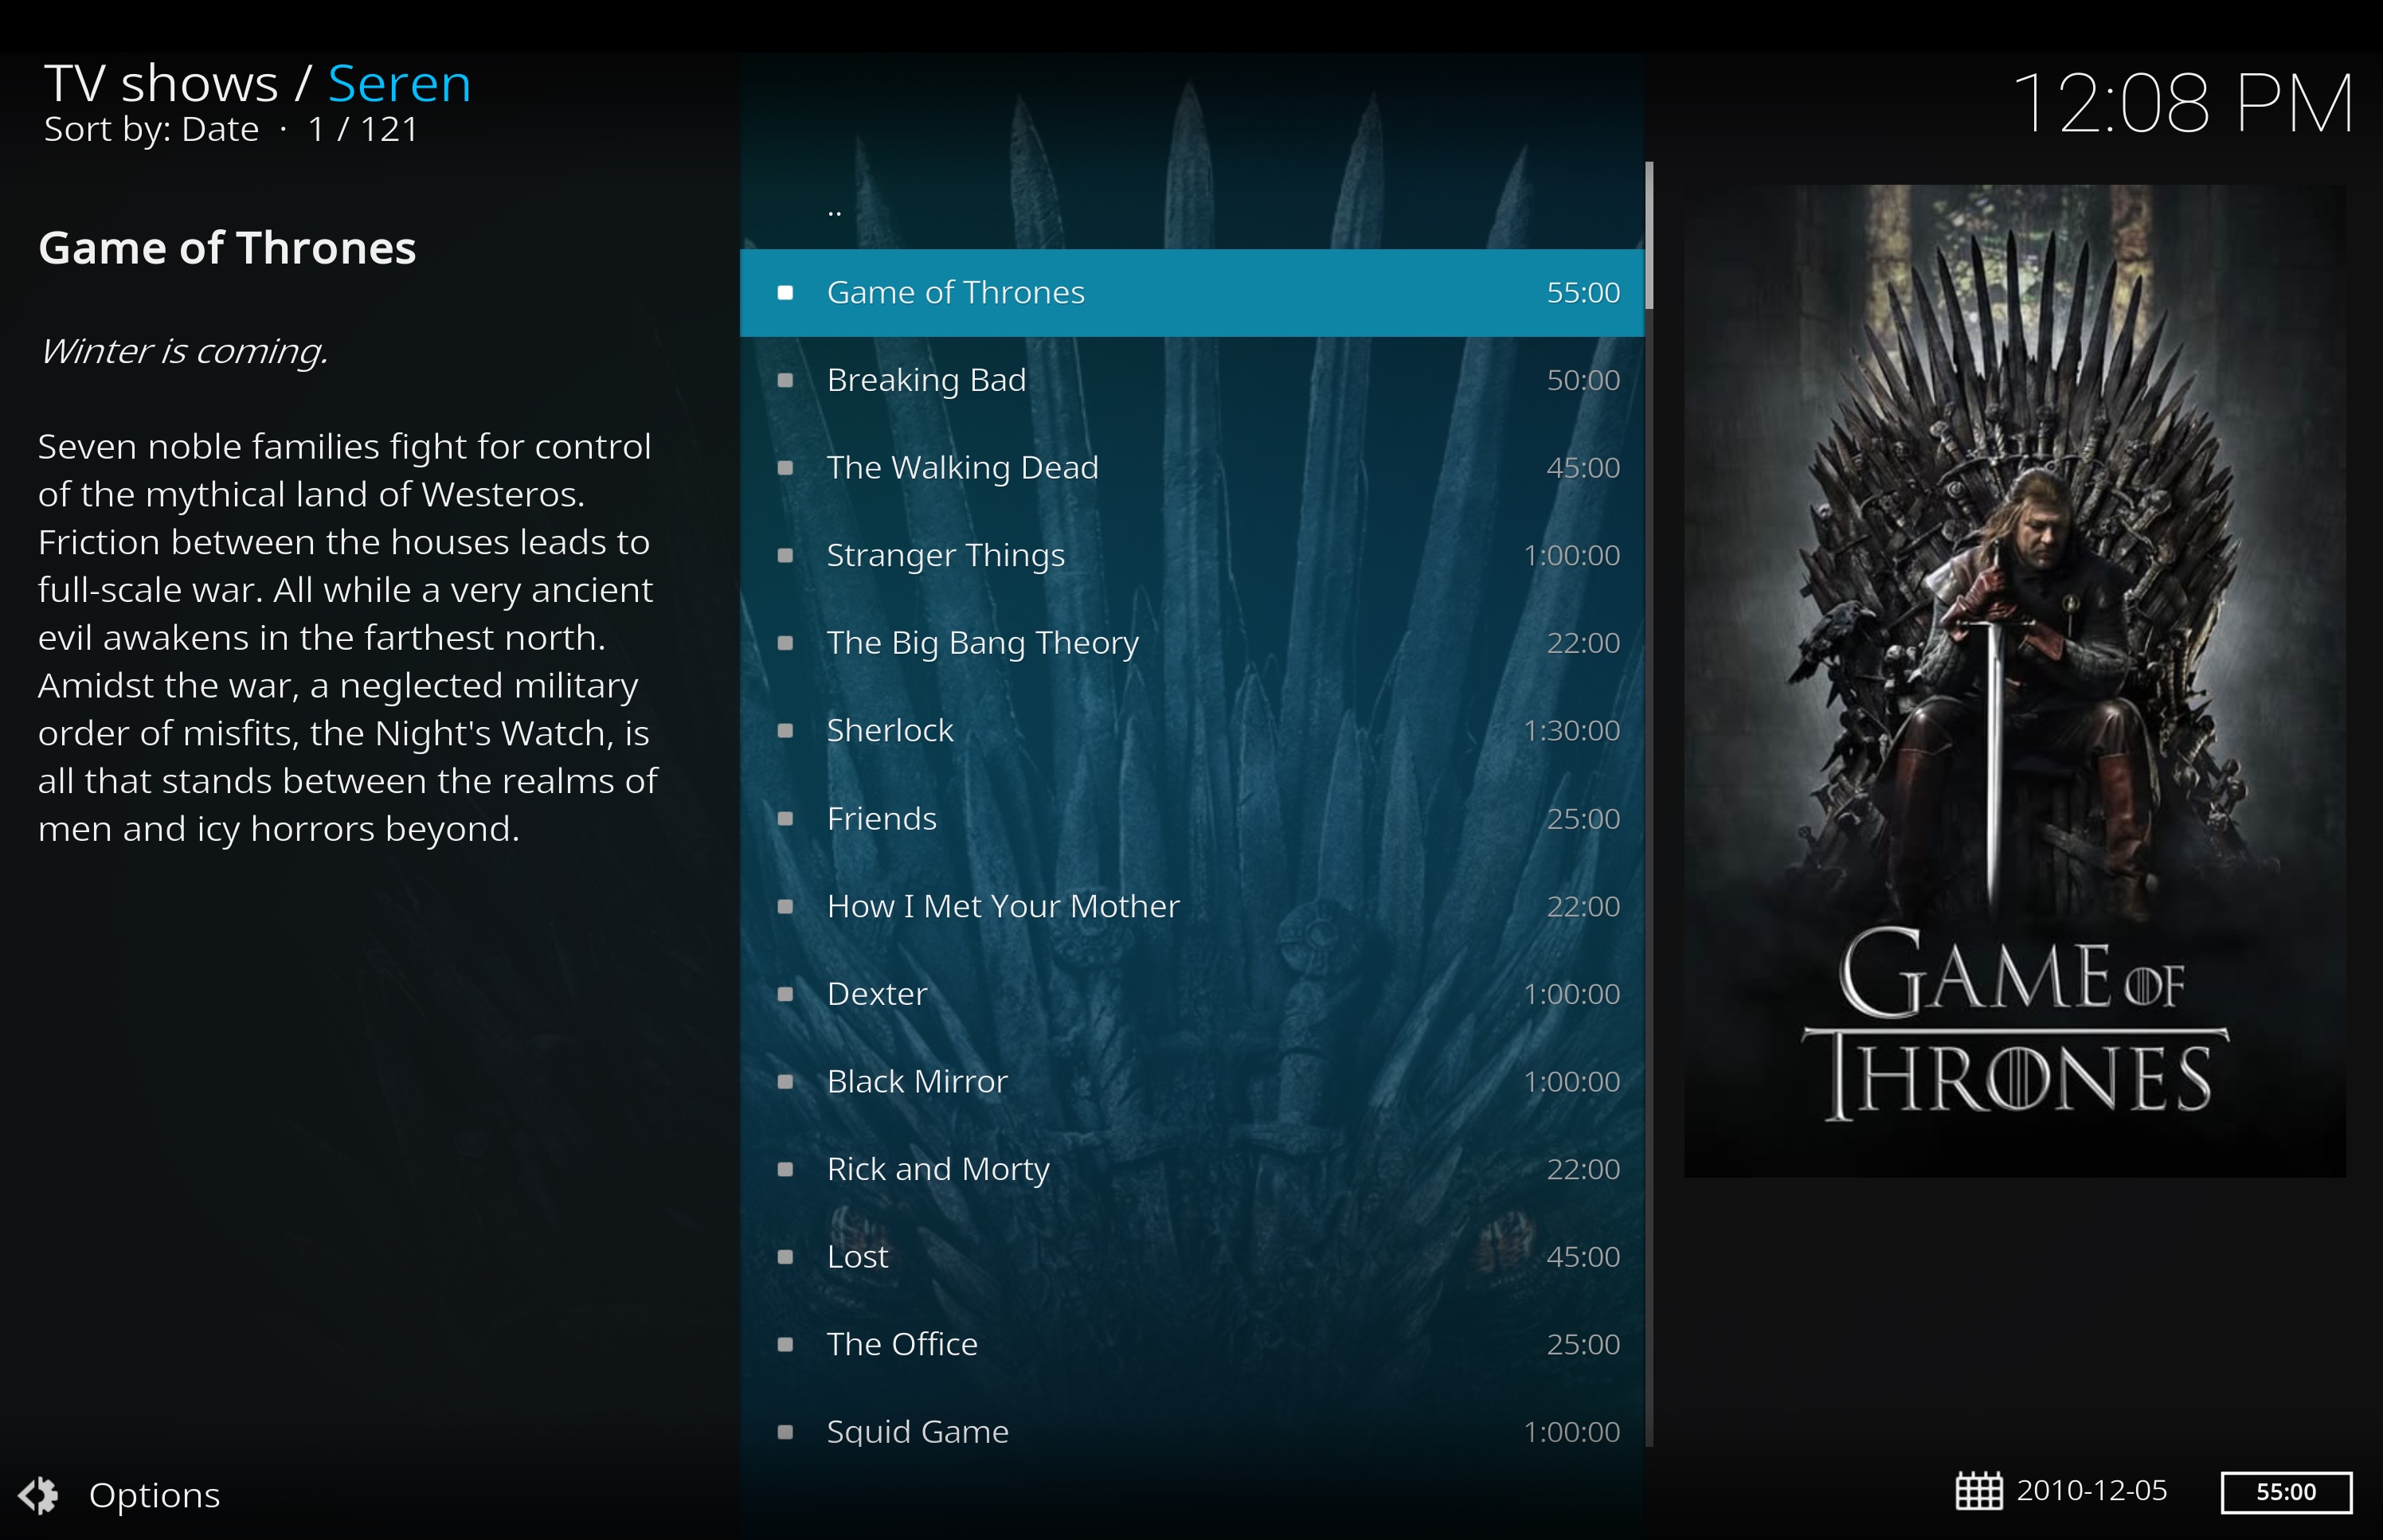 TV shows / Seren
Sort by: Date · 1 / 121
12:08 PM
Game of Thrones
Winter is coming.
Seven noble families fight for control
of the mythical land of Westeros.
Friction between the houses leads to
full-scale war. All while a very ancient
evil awakens in the farthest north.
Amidst the war, a neglected military
order of misfits, the Night's Watch, is
all that stands between the realms of
men and icy horrors beyond.
..
Game of Thrones 55:00
Breaking Bad 50:00
The Walking Dead 45:00
Stranger Things 1:00:00
The Big Bang Theory 22:00
Sherlock 1:30:00
Friends 25:00
How I Met Your Mother 22:00
Dexter 1:00:00
Black Mirror 1:00:00
Rick and Morty 22:00
Lost 45:00
The Office 25:00
Squid Game 1:00:00
GAME OF
THRONES
Options
2010-12-05
55:00